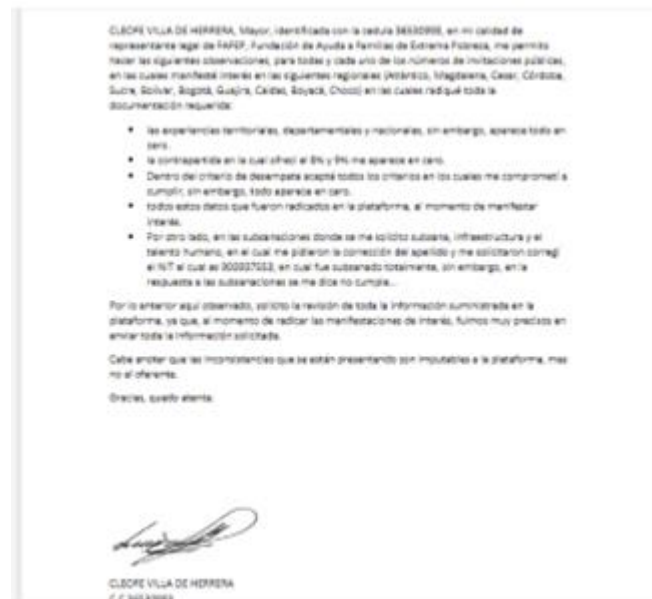 CLEOFE VILLA DE HERRERA, Mayor, identificada con la cedula 36530993, en mi calidad de
representante legal de FAFEP, Fundación de Ayuda a Familias de Extrema Pobreza, me permito
hacer las siguientes observaciones, para todas y cada uno de los números de invitaciones públicas,
en las cuales manifesté interés en las siguientes regionales (Atlántico, Magdalena, Cesar, Córdoba,
Sucre, Bolívar, Bogotá, Guajira, Caldas, Boyacá, Chocó) en las cuales radiqué toda la
documentación requerida:
• las experiencias territoriales, departamentales y nacionales, sin embargo, aparece todo en
cero.
• la contrapartida en la cual ofrecí el 8% y 9% me aparece en cero.
• Dentro del criterio de desempate acepté todos los criterios en los cuales me comprometí a
cumplir, sin embargo, todo aparece en cero.
• todos estos datos que fueron radicados en la plataforma, al momento de manifestar
interés.
• Por otro lado, en las subsanaciones donde se me solicito subsana, infraestructura y el
talento humano, en el cual me pidieron la corrección del apellido y me solicitaron corregí
el NIT el cual es, en cual fue subsanado totalmente, sin embargo, en la
respuesta a las subsanaciones se me dice no cumple...
Por lo anterior aquí observado, solicito la revisión de toda la información suministrada en la
plataforma, ya que, al momento de radicar las manifestaciones de interés, fuimos muy precisos en
enviar toda la información solicitada.
Cabe anotar que las inconsistencias que se están presentando son imputables a la plataforma, mas
no al oferente.
Gracias, quedo atenta.
CLEOFE VILLA DE HERRERA